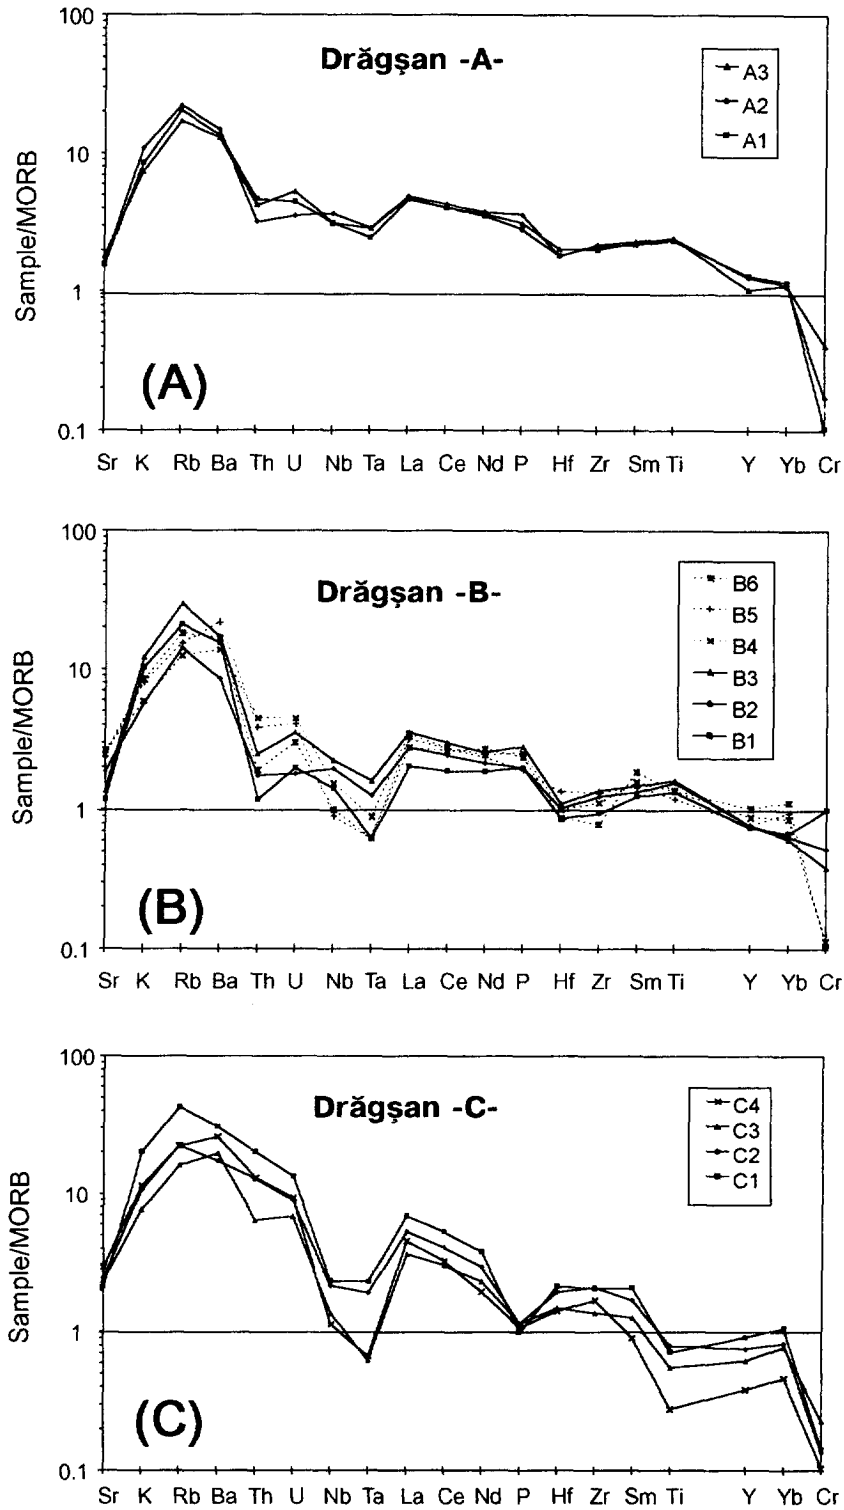 100
Drăgşan -A-
A3
A2
A1
10
Sample/MORB
1
(A)
0.1
Sr K Rb Ba Th U Nb Ta La Ce Nd P Hf Zr Sm Ti Y Yb Cr
100
Drăgşan -B-
B6
B5
B4
B3
B2
B1
10
Sample/MORB
1
(B)
0.1
Sr K Rb Ba Th U Nb Ta La Ce Nd P Hf Zr Sm Ti Y Yb Cr
100
Drăgşan -C-
C4
C3
C2
C1
10
Sample/MORB
1
(C)
0.1
Sr K Rb Ba Th U Nb Ta La Ce Nd P Hf Zr Sm Ti Y Yb Cr